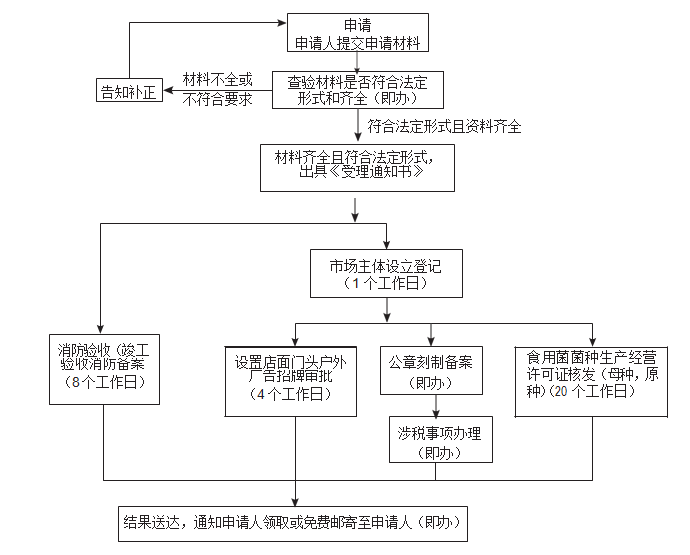 申请
申请人提交申请材料
材料不全或
不符合要求
告知补正
查验材料是否符合法定
形式和齐全（即办）
符合法定形式且资料齐全
材料齐全且符合法定形式，
出具《受理通知书》
市场主体设立登记
（1个工作日）
消防验收（竣工
验收消防备案
（8个工作日）
设置店面门头户外
广告招牌审批
（4个工作日）
公章刻制备案
（即办）
食用菌菌种生产经营
许可证核发（母种，原
种）（20个工作日）
涉税事项办理
（即办）
结果送达，通知申请人领取或免费邮寄至申请人（即办）